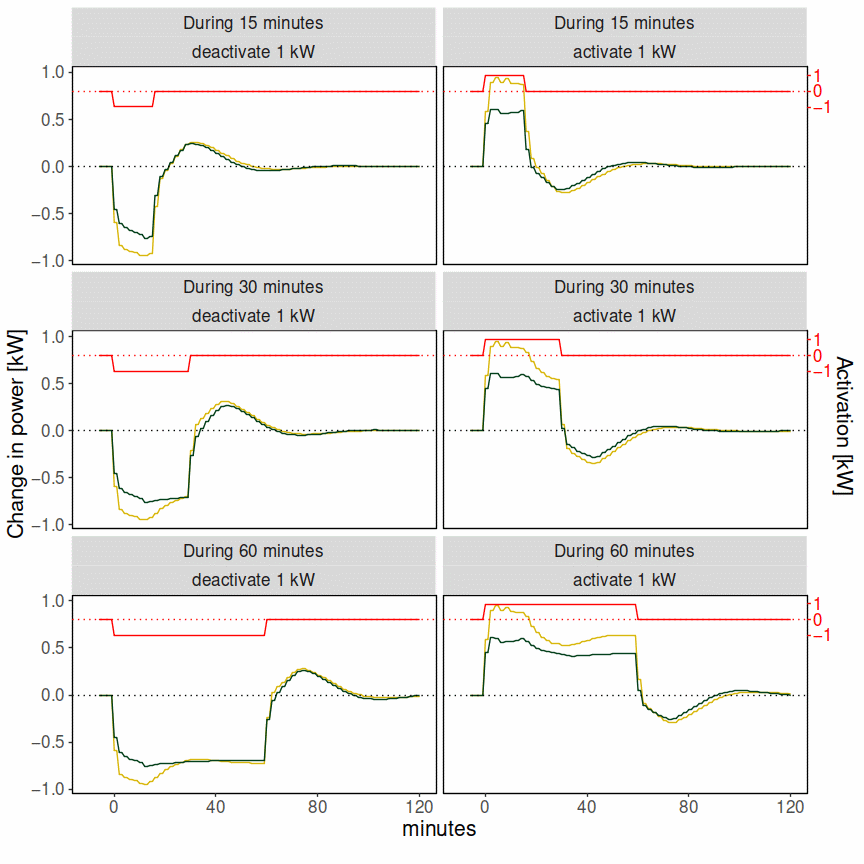 During 15 minutes
deactivate 1 kW
During 15 minutes
activate 1 kW
1.0
0.5
0.0
−0.5
−1.0
1
0
−1
During 30 minutes
deactivate 1 kW
During 30 minutes
activate 1 kW
1.0
0.5
0.0
−0.5
−1.0
1
0
−1
Change in power [kW]
Activation [kW]
During 60 minutes
deactivate 1 kW
During 60 minutes
activate 1 kW
1.0
0.5
0.0
−0.5
−1.0
1
0
−1
0 40 80 120
0 40 80 120
minutes